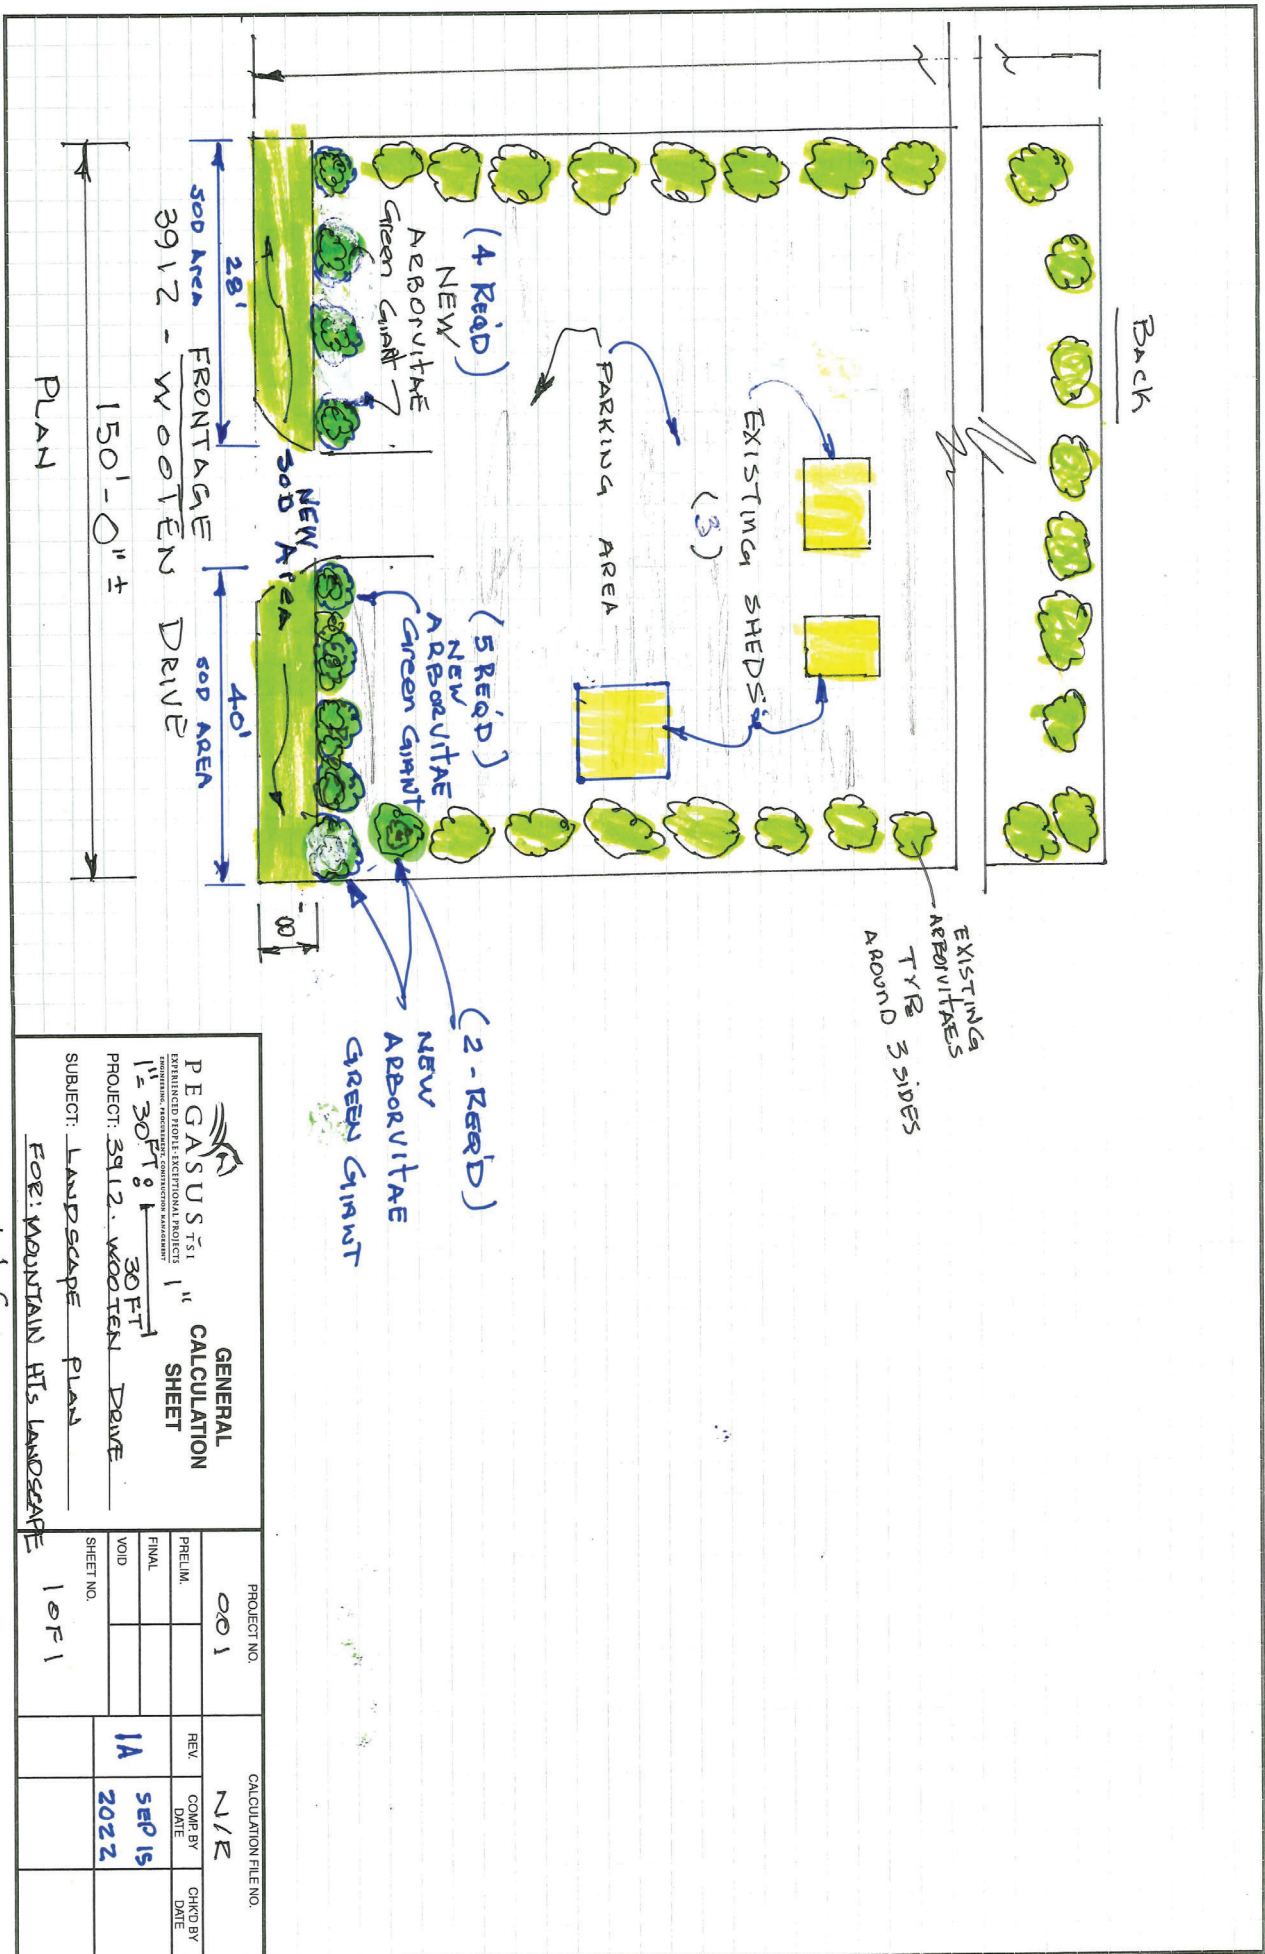 Back
EXISTING
ARBORVITAES
TYP
AROUND 3 SIDES
EXISTING SHEDS
(3)
PARKING AREA
(4 REQ'D)
NEW
ARBORVITAE
Green GIANT
(5 REQ'D)
NEW
ARBORVITAE
Green GIANT
(2-REQ'D)
NEW
ARBORVITAE
GREEN GIANT
NEW
SOD AREA
28'
SOD Area
40'
SOD AREA
8'
FRONTAGE
3912 - WOOTEN DRIVE
150'-0" ±
PLAN
PEGASUS TSI
EXPERIENCED PEOPLE-EXCEPTIONAL PROJECTS
ENGINEERING, PROCUREMENT, CONSTRUCTION MANAGEMENT
GENERAL
CALCULATION
SHEET
1"= 30FT:
30FT
1"
PROJECT: 3912. WOOTEN DRIVE
SUBJECT: LANDSCAPE PLAN
FOR: MOUNTAIN HTS LANDSCAPE
PROJECT NO.
001
CALCULATION FILE NO.
N/R
PRELIM.
FINAL
VOID
SHEET NO.
1 OF 1
REV.
COMP. BY
DATE
CHK'D BY
DATE
1A
SEP 15
2022